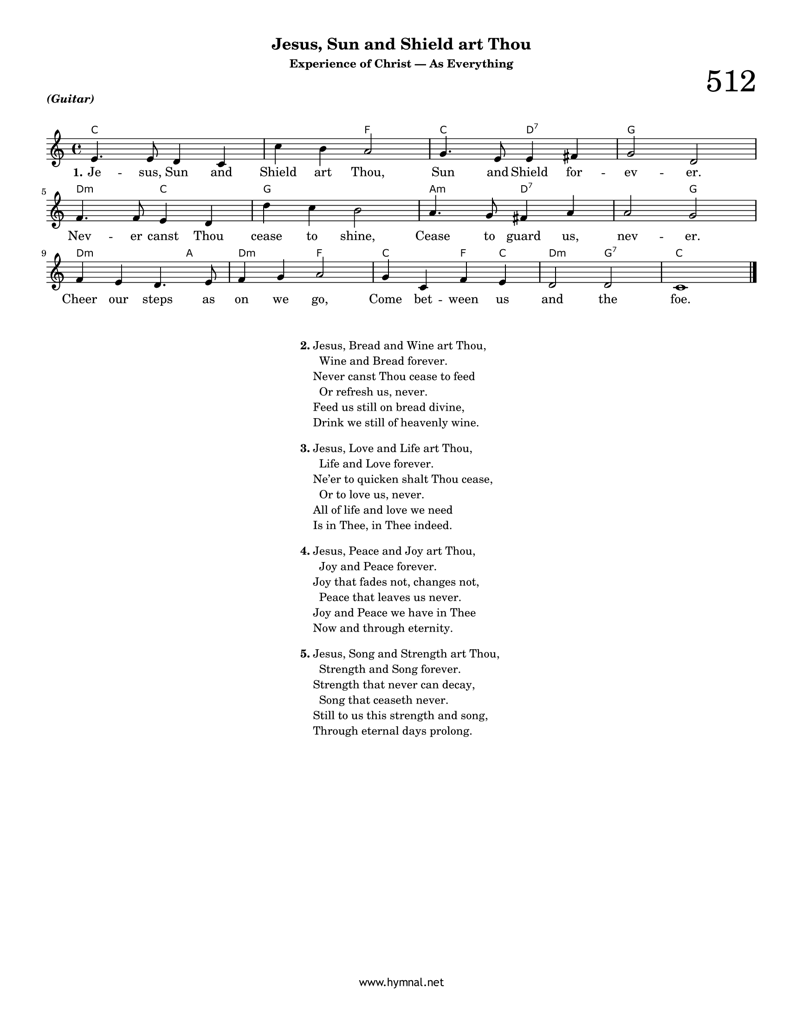 Jesus, Sun and Shield art Thou
Experience of Christ — As Everything
512
(Guitar)
C F C D7 G
1. Je - sus, Sun and Shield art Thou, Sun and Shield for - ev - er.
5
Dm C G Am D7 G
Nev - er canst Thou cease to shine, Cease to guard us, nev - er.
9
Dm A Dm F C F C Dm G7 C
Cheer our steps as on we go, Come bet - ween us and the foe.
2. Jesus, Bread and Wine art Thou,
Wine and Bread forever.
Never canst Thou cease to feed
Or refresh us, never.
Feed us still on bread divine,
Drink we still of heavenly wine.
3. Jesus, Love and Life art Thou,
Life and Love forever.
Ne'er to quicken shalt Thou cease,
Or to love us, never.
All of life and love we need
Is in Thee, in Thee indeed.
4. Jesus, Peace and Joy art Thou,
Joy and Peace forever.
Joy that fades not, changes not,
Peace that leaves us never.
Joy and Peace we have in Thee
Now and through eternity.
5. Jesus, Song and Strength art Thou,
Strength and Song forever.
Strength that never can decay,
Song that ceaseth never.
Still to us this strength and song,
Through eternal days prolong.
www.hymnal.net